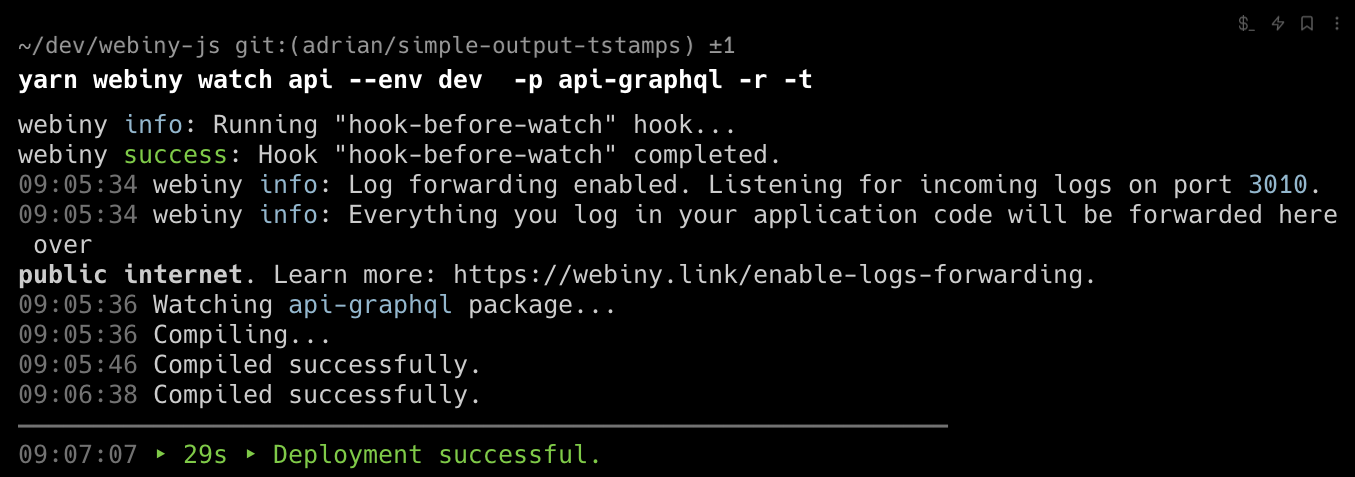 $_
~/dev/webiny-js git:(adrian/simple-output-tstamps) ±1
yarn webiny watch api --env dev  -p api-graphql -r -t
webiny info: Running "hook-before-watch" hook...
webiny success: Hook "hook-before-watch" completed.
09:05:34 webiny info: Log forwarding enabled. Listening for incoming logs on port 3010.
09:05:34 webiny info: Everything you log in your application code will be forwarded here
 over
public internet. Learn more: https://webiny.link/enable-logs-forwarding.
09:05:36 Watching api-graphql package...
09:05:36 Compiling...
09:05:46 Compiled successfully.
09:06:38 Compiled successfully.
09:07:07 ‣ 29s ‣ Deployment successful.